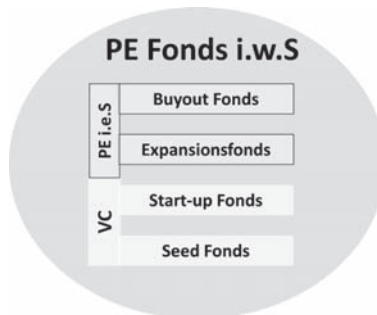 PE Fonds i.w.S
PE i.e.S
Buyout Fonds
Expansionsfonds
VC
Start-up Fonds
Seed Fonds